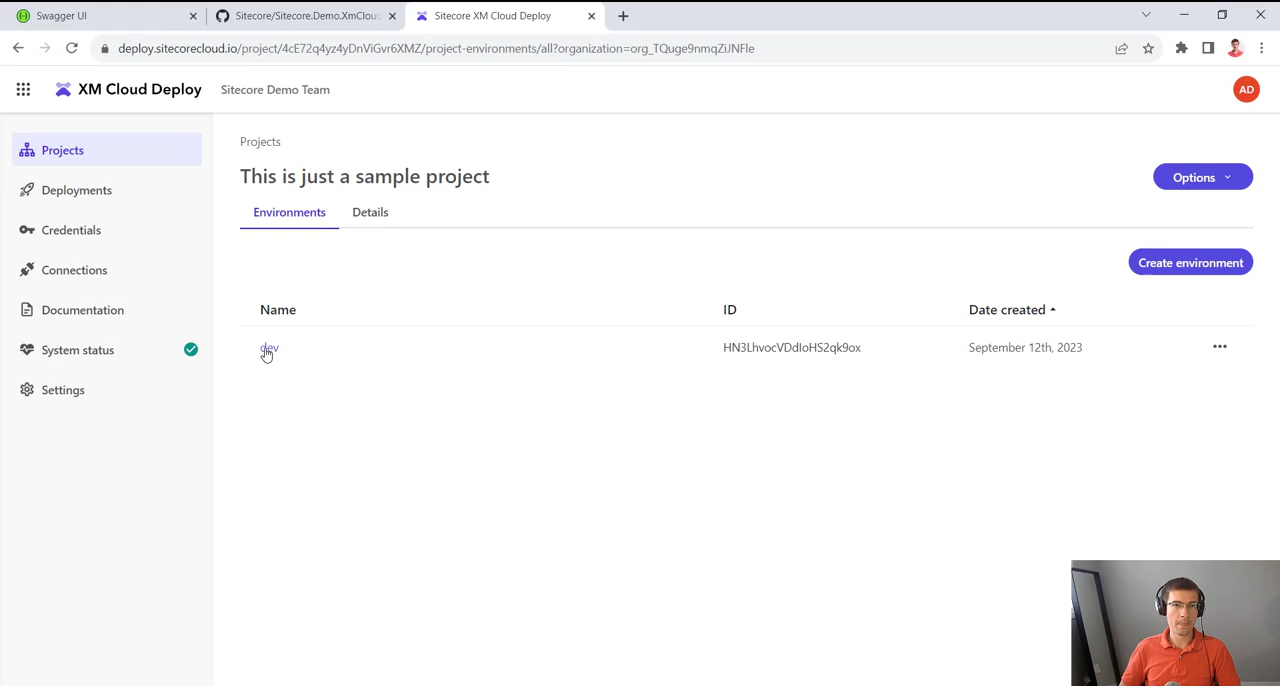 Swagger UI
Sitecore/Sitecore.Demo.XmCloud
Sitecore XM Cloud Deploy
deploy.sitecorecloud.io/project/4cE72q4yz4yDnViGvr6XMZ/project-environments/all?organization=org_TQuge9nmqZiJNFle
XM Cloud Deploy
Sitecore Demo Team
AD
Projects
Deployments
Credentials
Connections
Documentation
System status
Settings
Projects
This is just a sample project
Options
Environments
Details
Create environment
Name
ID
Date created
dev
HN3LhvocVDdIoHS2qk9ox
September 12th, 2023